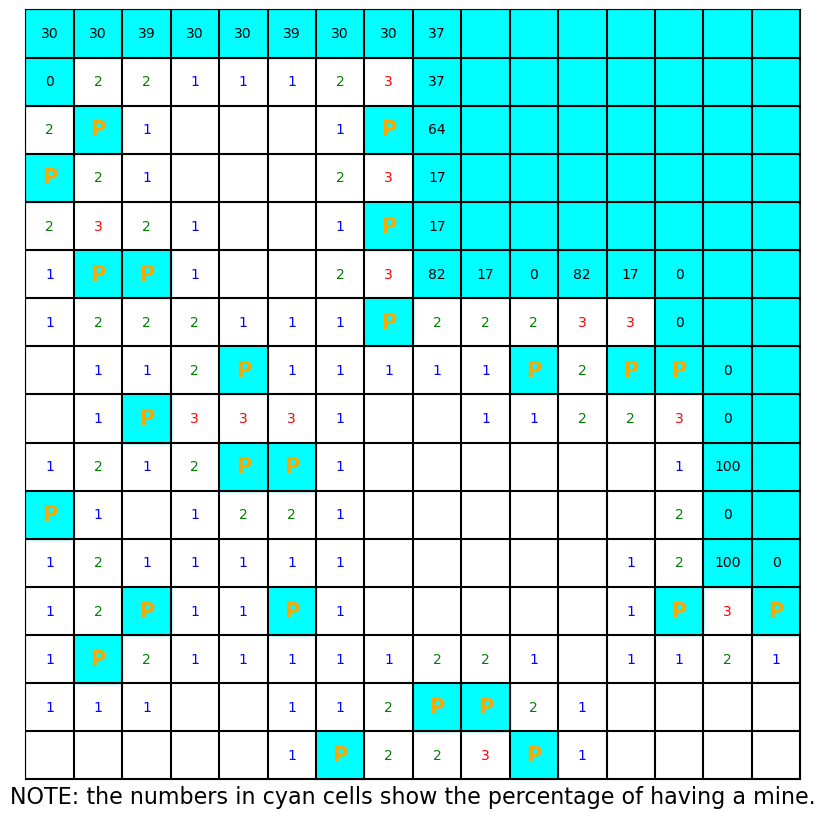 30 30 39 30 30 39 30 30 37
0 2 2 1 1 1 2 3 37
2 P 1 1 P 64
P 2 1 2 3 17
2 3 2 1 1 P 17
1 P P 1 2 3 82 17 0 82 17 0
1 2 2 2 1 1 1 P 2 2 2 3 3 0
1 1 2 P 1 1 1 1 1 P 2 P P 0
1 P 3 3 3 1 1 1 2 2 3 0
1 2 1 2 P P 1 1 100
P 1 1 2 2 1 2 0
1 2 1 1 1 1 1 1 2 100 0
1 2 P 1 1 P 1 1 P 3 P
1 P 2 1 1 1 1 1 2 2 1 1 1 2 1
1 1 1 1 1 2 P P 2 1
1 P 2 2 3 P 1
NOTE: the numbers in cyan cells show the percentage of having a mine.